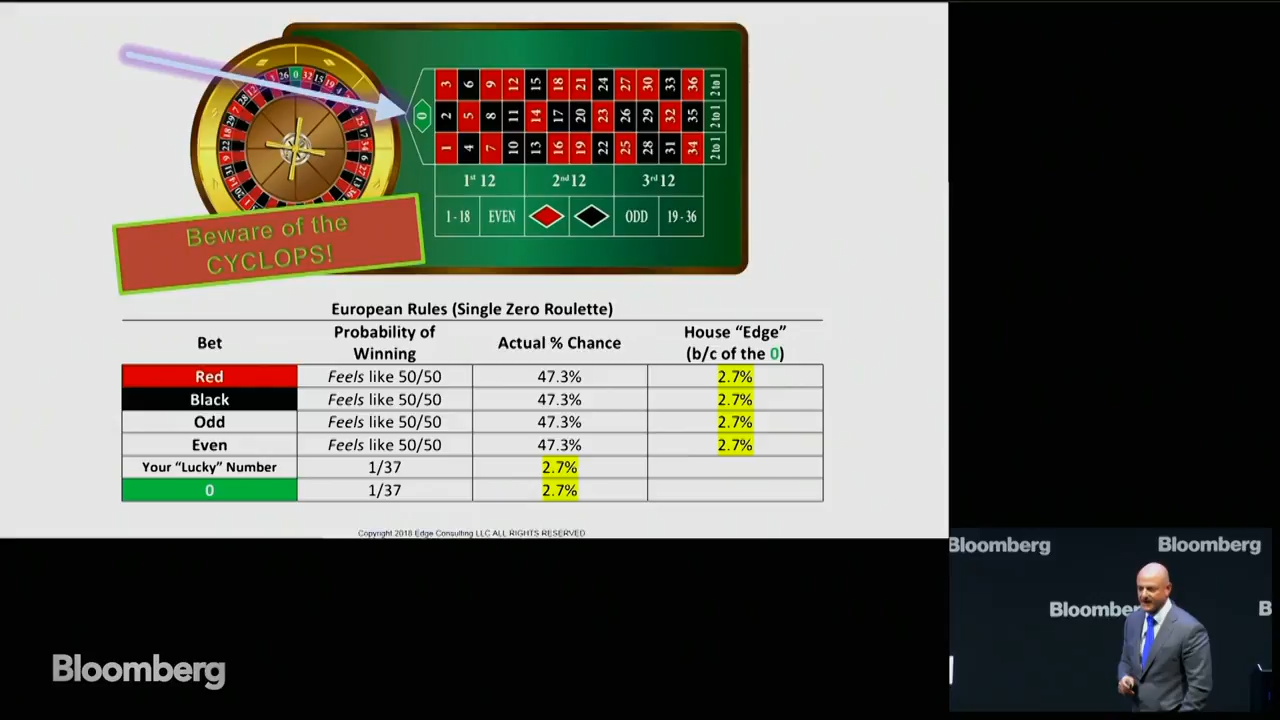 26 0 32 15 19 4
3 6 9 12 15 18 21 24 27 30 33 36 2 to 1
0 2 5 8 11 14 17 20 23 26 29 32 35 2 to 1
1 4 7 10 13 16 19 22 25 28 31 34 2 to 1
1st 12 2nd 12 3rd 12
1 - 18 EVEN ODD 19 - 36
Beware of the
CYCLOPS!
European Rules (Single Zero Roulette)
Bet Probability of Winning Actual % Chance House “Edge” (b/c of the 0)
Red Feels like 50/50 47.3% 2.7%
Black Feels like 50/50 47.3% 2.7%
Odd Feels like 50/50 47.3% 2.7%
Even Feels like 50/50 47.3% 2.7%
Your “Lucky” Number 1/37 2.7%
0 1/37 2.7%
Copyright 2018 Edge Consulting LLC ALL RIGHTS RESERVED
Bloomberg Bloomberg
Bloomber B
Bloomberg